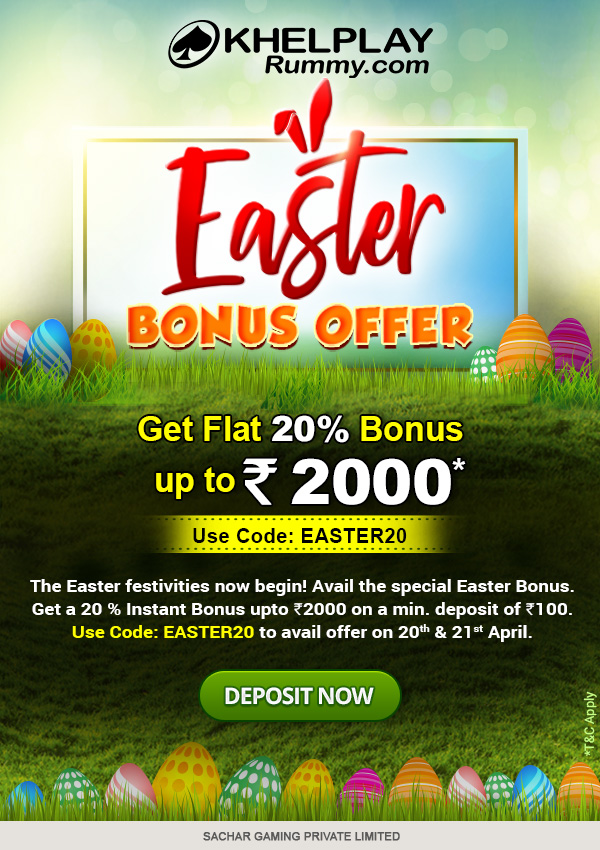 KHELPLAY
Rummy.com
Easter
BONUS OFFER
Get Flat 20% Bonus
up to ₹ 2000*
Use Code: EASTER20
The Easter festivities now begin! Avail the special Easter Bonus.
Get a 20 % Instant Bonus upto ₹2000 on a min. deposit of ₹100.
Use Code: EASTER20 to avail offer on 20th & 21st April.
DEPOSIT NOW
*T&C Apply
SACHAR GAMING PRIVATE LIMITED